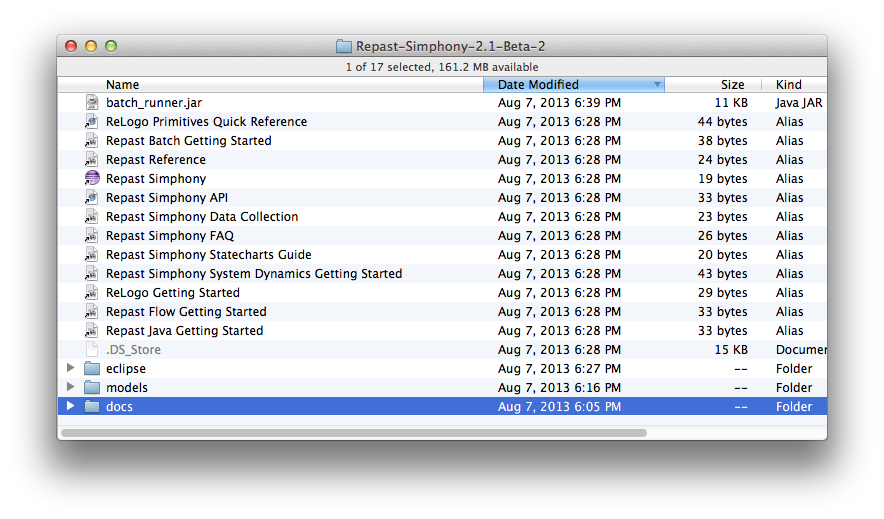 Repast-Simphony-2.1-Beta-2
1 of 17 selected, 161.2 MB available
Name Date Modified Size Kind
batch_runner.jar Aug 7, 2013 6:39 PM 11 KB Java JAR
ReLogo Primitives Quick Reference Aug 7, 2013 6:28 PM 44 bytes Alias
Repast Batch Getting Started Aug 7, 2013 6:28 PM 38 bytes Alias
Repast Reference Aug 7, 2013 6:28 PM 24 bytes Alias
Repast Simphony Aug 7, 2013 6:28 PM 19 bytes Alias
Repast Simphony API Aug 7, 2013 6:28 PM 33 bytes Alias
Repast Simphony Data Collection Aug 7, 2013 6:28 PM 23 bytes Alias
Repast Simphony FAQ Aug 7, 2013 6:28 PM 26 bytes Alias
Repast Simphony Statecharts Guide Aug 7, 2013 6:28 PM 20 bytes Alias
Repast Simphony System Dynamics Getting Started Aug 7, 2013 6:28 PM 43 bytes Alias
ReLogo Getting Started Aug 7, 2013 6:28 PM 29 bytes Alias
Repast Flow Getting Started Aug 7, 2013 6:28 PM 33 bytes Alias
Repast Java Getting Started Aug 7, 2013 6:28 PM 33 bytes Alias
.DS_Store Aug 7, 2013 6:28 PM 15 KB Documen
eclipse Aug 7, 2013 6:27 PM -- Folder
models Aug 7, 2013 6:16 PM -- Folder
docs Aug 7, 2013 6:05 PM -- Folder